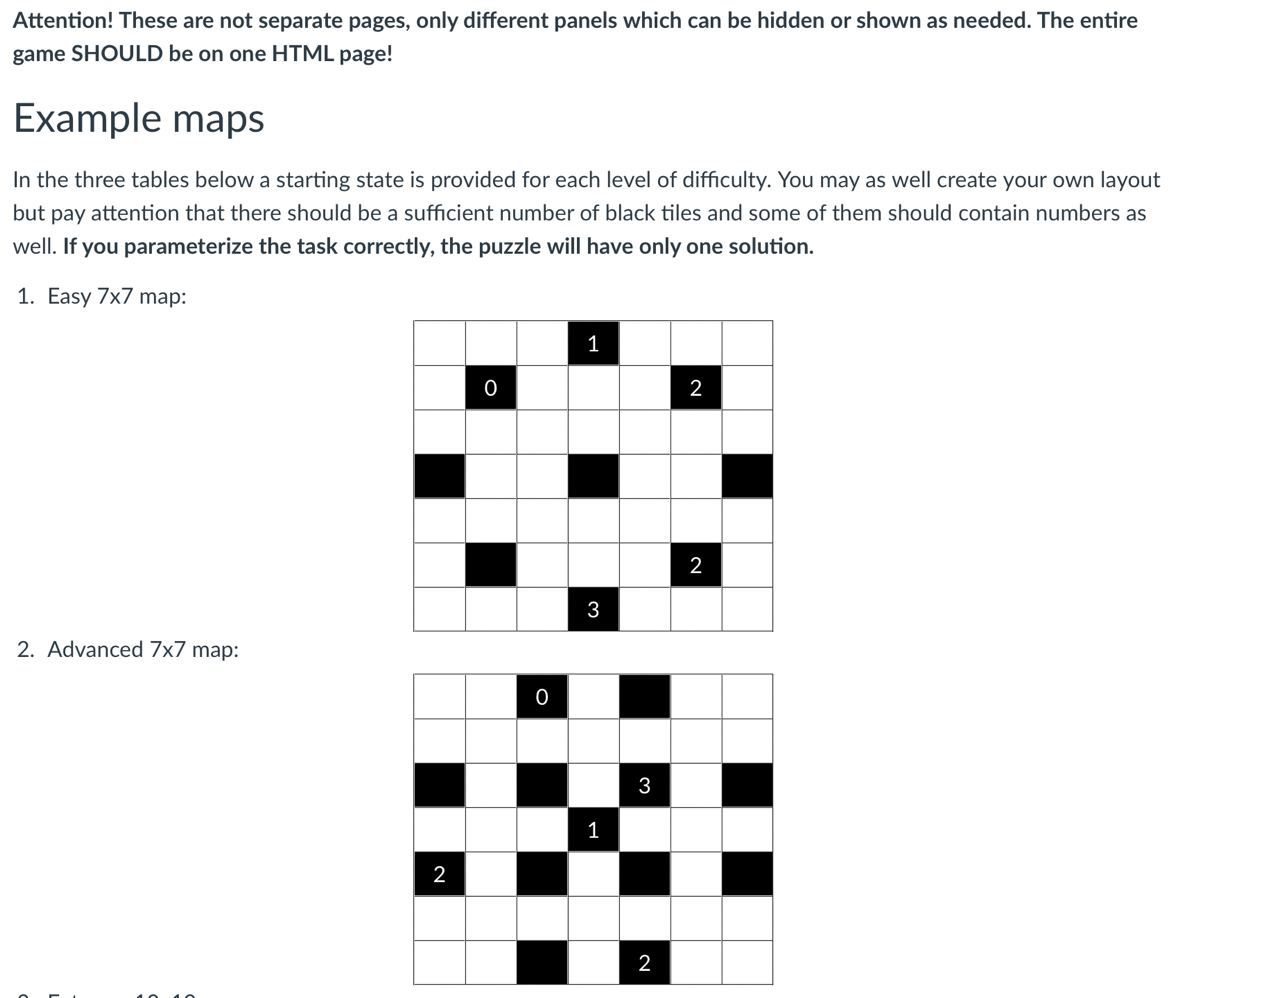 Attention! These are not separate pages, only different panels which can be hidden or shown as needed. The entire
game SHOULD be on one HTML page!
Example maps
In the three tables below a starting state is provided for each level of difficulty. You may as well create your own layout
but pay attention that there should be a sufficient number of black tiles and some of them should contain numbers as
well. If you parameterize the task correctly, the puzzle will have only one solution.
1. Easy 7x7 map:
1
0 2
2
3
2. Advanced 7x7 map:
0
3
1
2
2